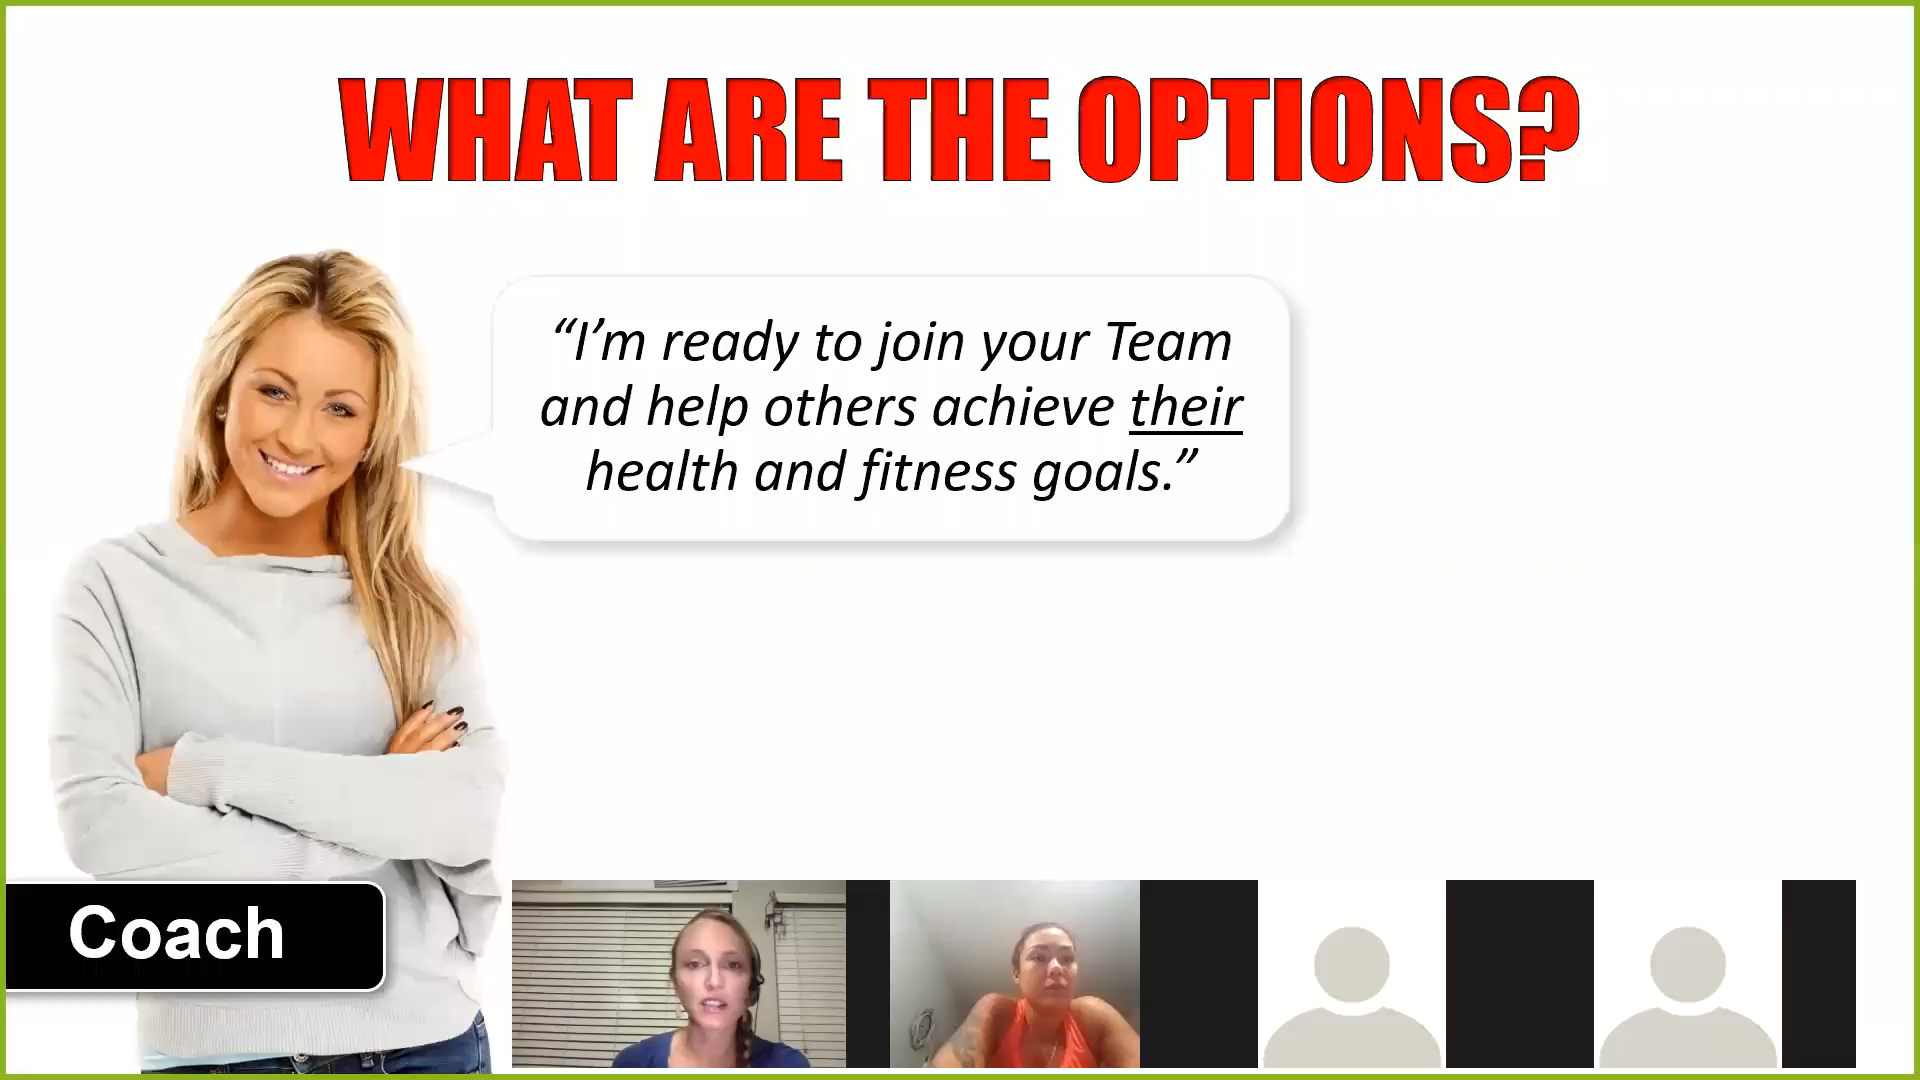 WHAT ARE THE OPTIONS?
“I’m ready to join your Team
and help others achieve their
health and fitness goals.”
Coach